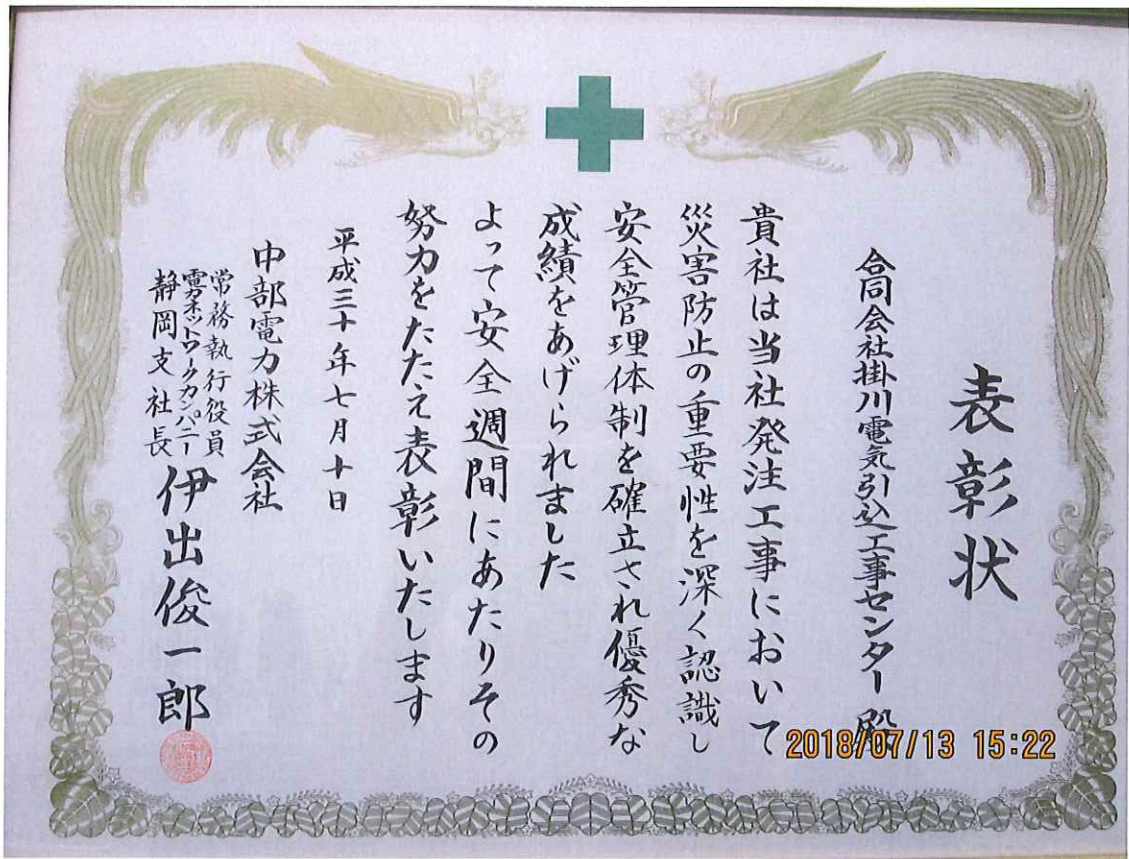 表彰状
合同会社掛川電気引込工事センター 殿
貴社は当社発注工事において
災害防止の重要性を深く認識し
安全管理体制を確立され優秀な
成績をあげられました
よって安全週間にあたりその
努力をたたえ表彰いたします
平成三十年七月十日
中部電力株式会社
常務執行役員
電力ネットワークカンパニー
静岡支社長
伊出俊一郎
2018/07/13 15:22